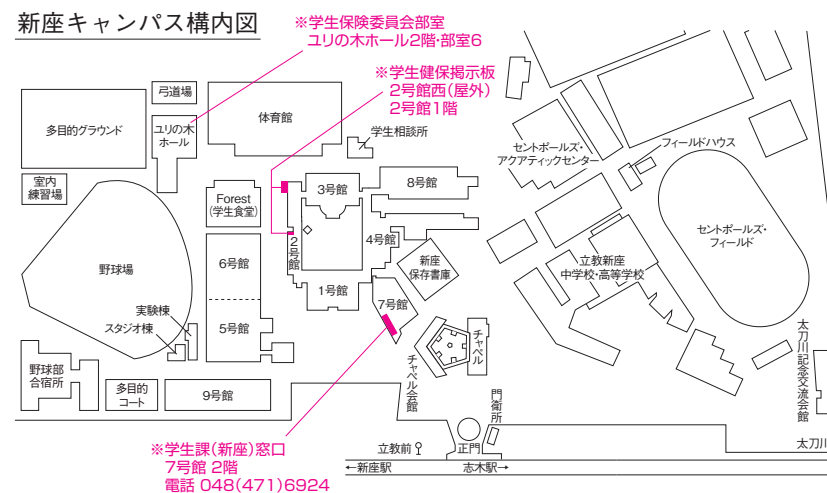 新座キャンパス構内図
※学生保険委員会部室
ユリの木ホール2階・部室6
※学生健保掲示板
2号館西(屋外)
2号館1階
弓道場
多目的グラウンド
ユリの木
ホール
体育館
学生相談所
セントポールズ・
アクアティックセンター
フィールドハウス
室内
練習場
Forest
(学生食堂)
3号館
8号館
2号館
4号館
セントポールズ・
フィールド
野球場
6号館
新座
保存書庫
立教新座
中学校・高等学校
1号館
7号館
実験棟
スタジオ棟
5号館
チャペル
チャペル会館
太刀川記念交流会館
野球部
合宿所
多目的
コート
9号館
門衛所
※学生課(新座)窓口
7号館 2階
電話 048(471)6924
立教前
正門
太刀川
←新座駅
志木駅→